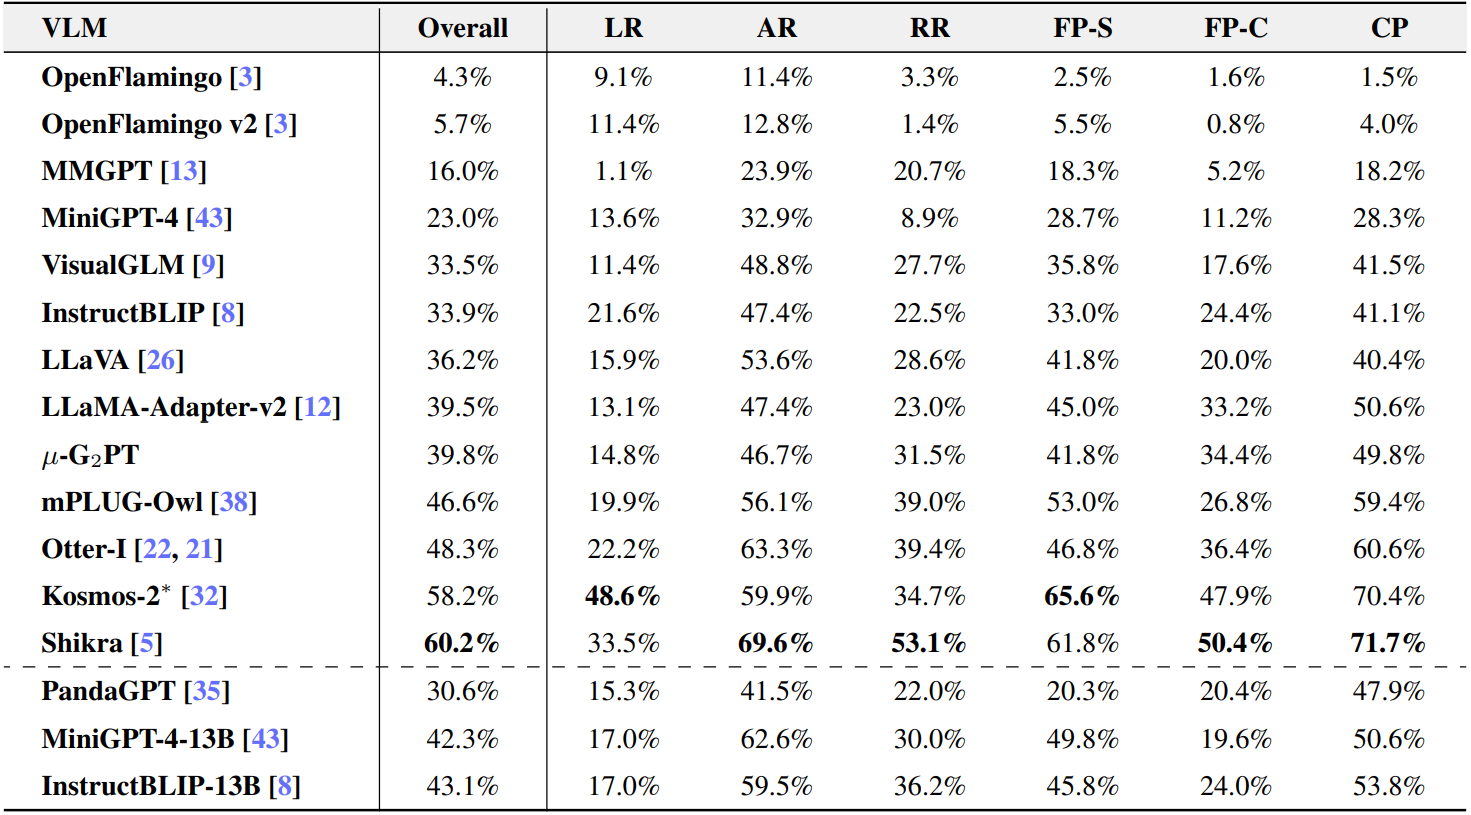 VLM Overall LR AR RR FP-S FP-C CP
OpenFlamingo [3] 4.3% 9.1% 11.4% 3.3% 2.5% 1.6% 1.5%
OpenFlamingo v2 [3] 5.7% 11.4% 12.8% 1.4% 5.5% 0.8% 4.0%
MMGPT [13] 16.0% 1.1% 23.9% 20.7% 18.3% 5.2% 18.2%
MiniGPT-4 [43] 23.0% 13.6% 32.9% 8.9% 28.7% 11.2% 28.3%
VisualGLM [9] 33.5% 11.4% 48.8% 27.7% 35.8% 17.6% 41.5%
InstructBLIP [8] 33.9% 21.6% 47.4% 22.5% 33.0% 24.4% 41.1%
LLaVA [26] 36.2% 15.9% 53.6% 28.6% 41.8% 20.0% 40.4%
LLaMA-Adapter-v2 [12] 39.5% 13.1% 47.4% 23.0% 45.0% 33.2% 50.6%
μ-G₂PT 39.8% 14.8% 46.7% 31.5% 41.8% 34.4% 49.8%
mPLUG-Owl [38] 46.6% 19.9% 56.1% 39.0% 53.0% 26.8% 59.4%
Otter-I [22, 21] 48.3% 22.2% 63.3% 39.4% 46.8% 36.4% 60.6%
Kosmos-2* [32] 58.2% 48.6% 59.9% 34.7% 65.6% 47.9% 70.4%
Shikra [5] 60.2% 33.5% 69.6% 53.1% 61.8% 50.4% 71.7%
PandaGPT [35] 30.6% 15.3% 41.5% 22.0% 20.3% 20.4% 47.9%
MiniGPT-4-13B [43] 42.3% 17.0% 62.6% 30.0% 49.8% 19.6% 50.6%
InstructBLIP-13B [8] 43.1% 17.0% 59.5% 36.2% 45.8% 24.0% 53.8%